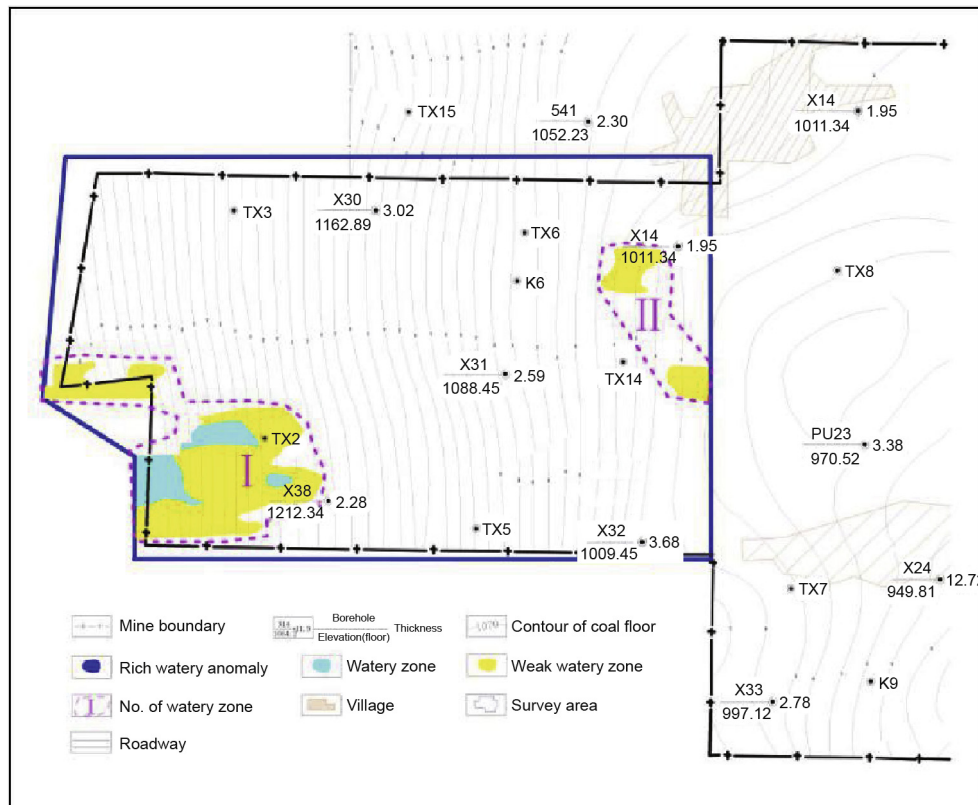 TX15
541
2.30
1052.23
X14
1.95
1011.34
TX3
X30
3.02
1162.89
TX6
X14
1.95
1011.34
TX8
K6
II
X31
2.59
1088.45
TX14
TX2
PU23
3.38
970.52
I
X38
2.28
1212.34
TX5
X32
3.68
1009.45
X24
12.72
949.81
TX7
X33
2.78
997.12
K9
Mine boundary
Borehole
Elevation(floor)
Thickness
Contour of coal floor
Rich watery anomaly
Watery zone
Weak watery zone
I
No. of watery zone
Village
Survey area
Roadway